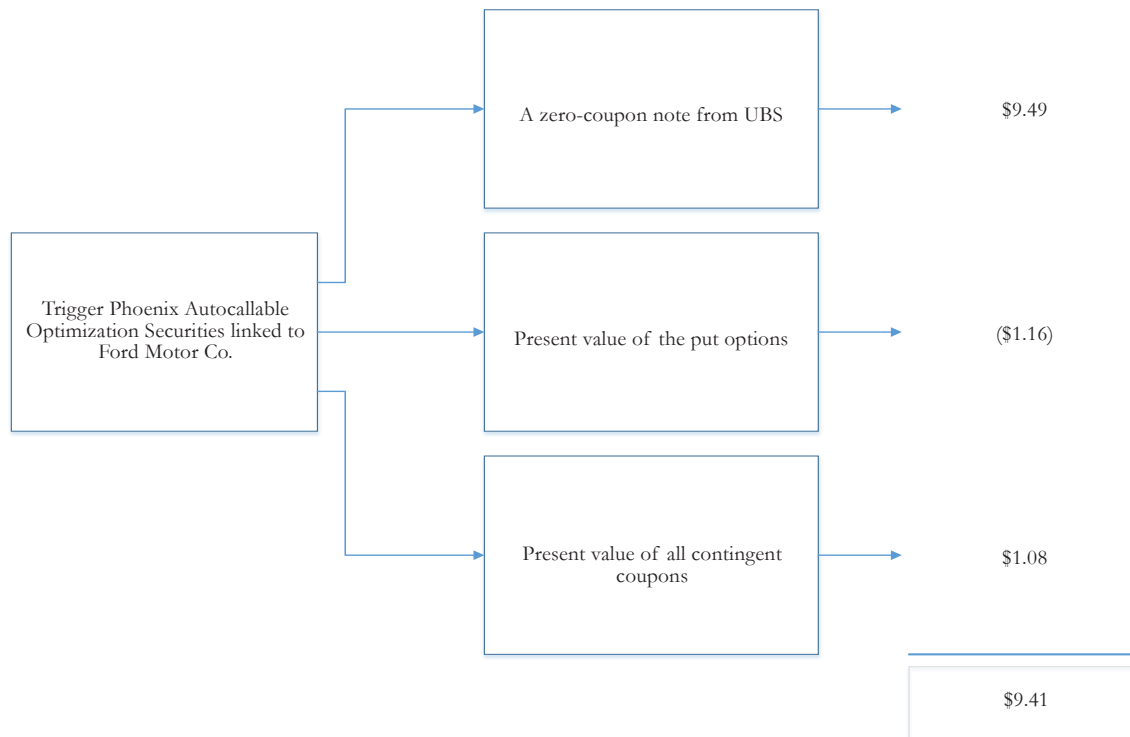 A zero-coupon note from UBS
$9.49
Trigger Phoenix Autocallable
Optimization Securities linked to
Ford Motor Co.
Present value of the put options
($1.16)
Present value of all contingent
coupons
$1.08
$9.41